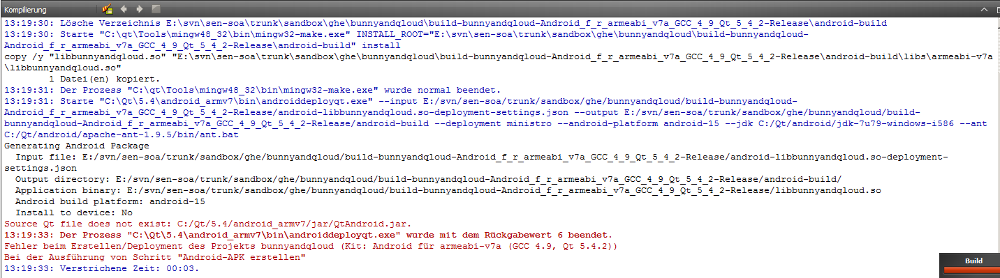 Kompilierung
13:19:30: Lösche Verzeichnis E:\svn\sen-soa\trunk\sandbox\ghe\bunnyandqloud\build-bunnyandqloud-Android_f_r_armeabi_v7a_GCC_4_9_Qt_5_4_2-Release\android-build
13:19:30: Starte "C:\qt\Tools\mingw48_32\bin\mingw32-make.exe" INSTALL_ROOT="E:\svn\sen-soa\trunk\sandbox\ghe\bunnyandqloud\build-bunnyandqloud-
Android_f_r_armeabi_v7a_GCC_4_9_Qt_5_4_2-Release\android-build" install
copy /y "libbunnyandqloud.so" "E:\svn\sen-soa\trunk\sandbox\ghe\bunnyandqloud\build-bunnyandqloud-Android_f_r_armeabi_v7a_GCC_4_9_Qt_5_4_2-Release\android-build\libs\armeabi-v7a
\libbunnyandqloud.so"
        1 Datei(en) kopiert.
13:19:31: Der Prozess "C:\qt\Tools\mingw48_32\bin\mingw32-make.exe" wurde normal beendet.
13:19:31: Starte "C:\Qt\5.4\android_armv7\bin\androiddeployqt.exe" --input E:/svn/sen-soa/trunk/sandbox/ghe/bunnyandqloud/build-bunnyandqloud-
Android_f_r_armeabi_v7a_GCC_4_9_Qt_5_4_2-Release/android-libbunnyandqloud.so-deployment-settings.json --output E:/svn/sen-soa/trunk/sandbox/ghe/bunnyandqloud/build-
bunnyandqloud-Android_f_r_armeabi_v7a_GCC_4_9_Qt_5_4_2-Release/android-build --deployment ministro --android-platform android-15 --jdk C:/Qt/android/jdk-7u79-windows-i586 --ant
C:/Qt/android/apache-ant-1.9.5/bin/ant.bat
Generating Android Package
  Input file: E:/svn/sen-soa/trunk/sandbox/ghe/bunnyandqloud/build-bunnyandqloud-Android_f_r_armeabi_v7a_GCC_4_9_Qt_5_4_2-Release/android-libbunnyandqloud.so-deployment-
settings.json
  Output directory: E:/svn/sen-soa/trunk/sandbox/ghe/bunnyandqloud/build-bunnyandqloud-Android_f_r_armeabi_v7a_GCC_4_9_Qt_5_4_2-Release/android-build/
  Application binary: E:/svn/sen-soa/trunk/sandbox/ghe/bunnyandqloud/build-bunnyandqloud-Android_f_r_armeabi_v7a_GCC_4_9_Qt_5_4_2-Release/libbunnyandqloud.so
  Android build platform: android-15
  Install to device: No
Source Qt file does not exist: C:/Qt/5.4/android_armv7/jar/QtAndroid.jar.
13:19:33: Der Prozess "C:\Qt\5.4\android_armv7\bin\androiddeployqt.exe" wurde mit dem Rückgabewert 6 beendet.
Fehler beim Erstellen/Deployment des Projekts bunnyandqloud (Kit: Android für armeabi-v7a (GCC 4.9, Qt 5.4.2))
Bei der Ausführung von Schritt "Android-APK erstellen"
13:19:33: Verstrichene Zeit: 00:03.
Build